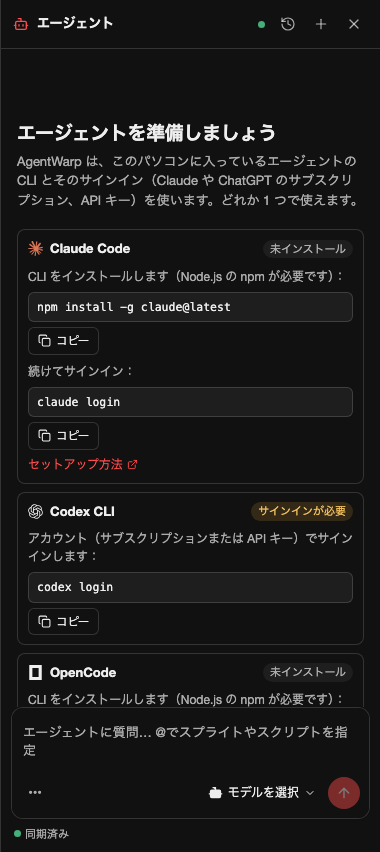 エージェント
エージェントを準備しましょう
AgentWarp は、このパソコンに入っているエージェントの
CLI とそのサインイン（Claude や ChatGPT のサブスクリ
プション、API キー）を使います。どれか 1 つで使えます。
Claude Code
未インストール
CLI をインストールします（Node.js の npm が必要です）：
npm install -g claude@latest
コピー
続けてサインイン：
claude login
コピー
セットアップ方法
Codex CLI
サインインが必要
アカウント（サブスクリプションまたは API キー）でサイン
インします：
codex login
コピー
OpenCode
未インストール
CLI をインストールします（Node.js の npm が必要です）：
エージェントに質問... @でスプライトやスクリプトを指
定
モデルを選択
同期済み